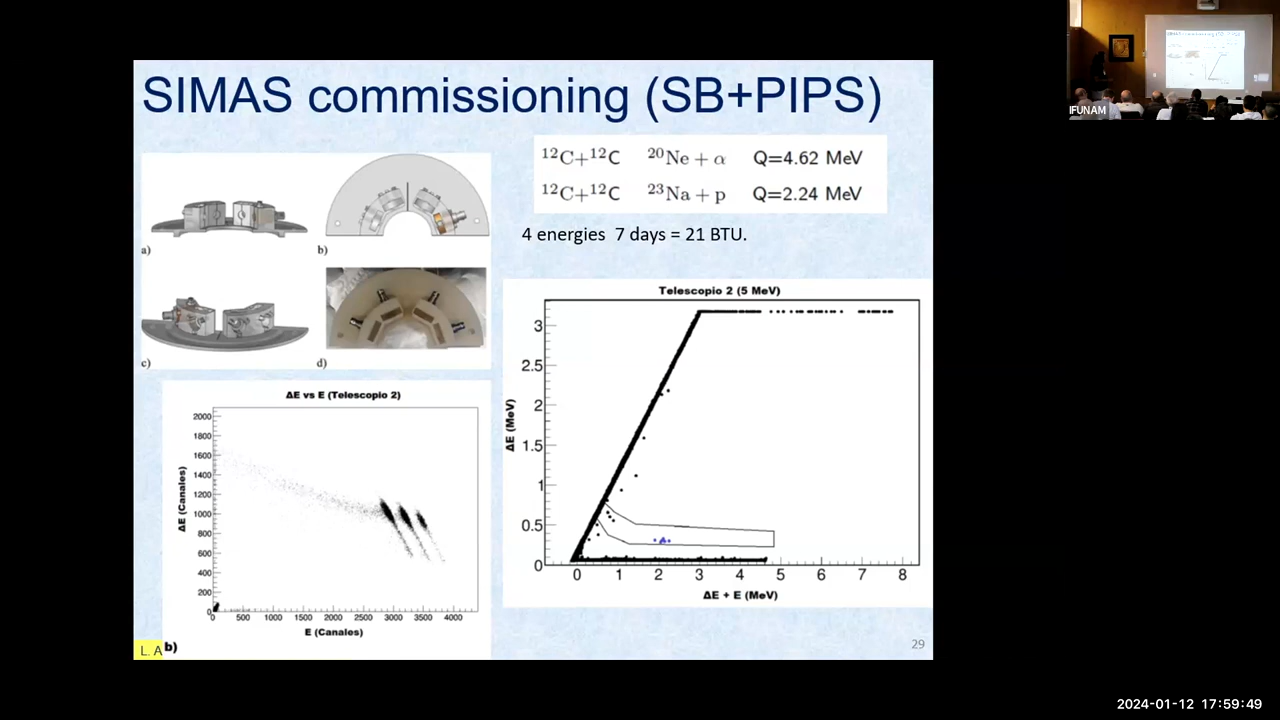 SIMAS commissioning (SB+PIPS)
¹²C+¹²C ²⁰Ne + α Q=4.62 MeV
¹²C+¹²C ²³Na + p Q=2.24 MeV
4 energies 7 days = 21 BTU.
a)
b)
c)
d)
ΔE vs E (Telescopio 2)
ΔE (Canales)
2000
1800
1600
1400
1200
1000
800
600
400
200
0
0 500 1000 1500 2000 2500 3000 3500 4000
E (Canales)
L. A
b)
Telescopio 2 (5 MeV)
ΔE (MeV)
3
2.5
2
1.5
1
0.5
0
0 1 2 3 4 5 6 7 8
ΔE + E (MeV)
29
SIMAS commissioning (SB+PIPS)
IFUNAM
2024-01-12 17:59:49